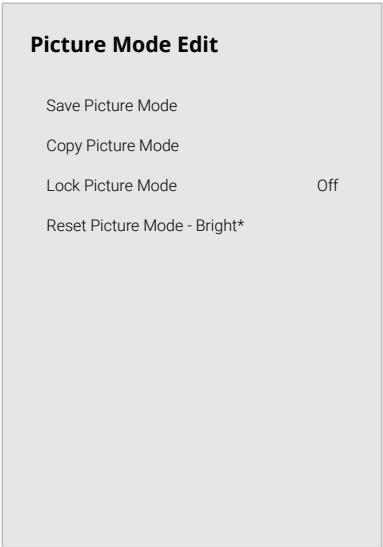 Picture Mode Edit
Save Picture Mode
Copy Picture Mode
Lock Picture Mode Off
Reset Picture Mode - Bright*